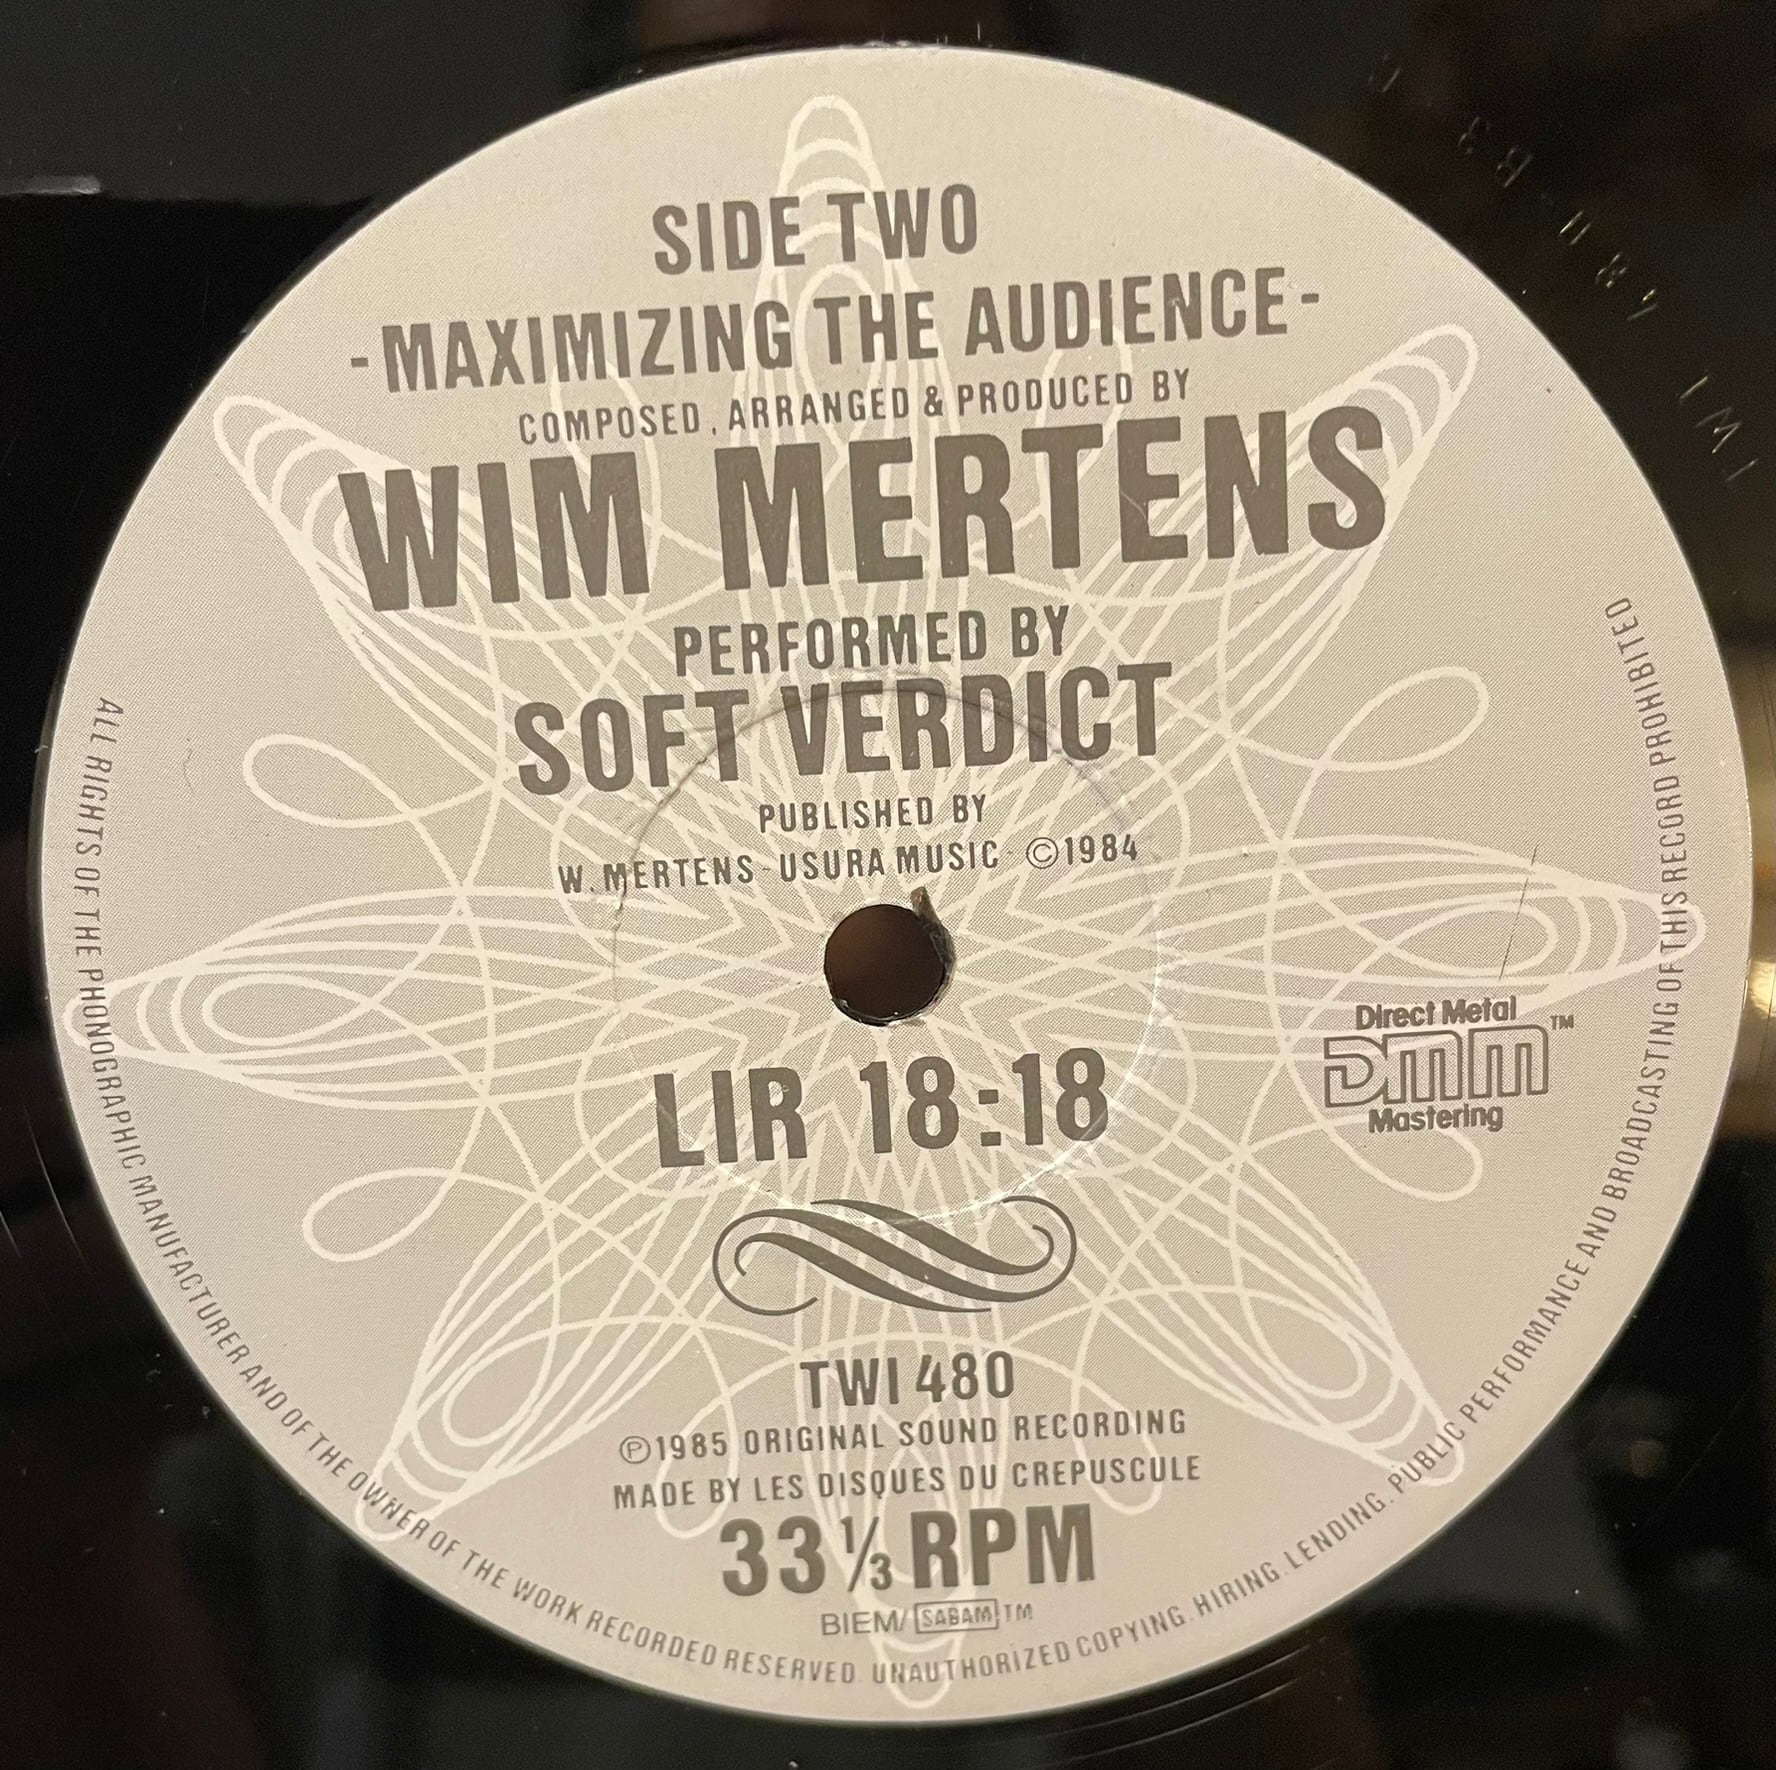 SIDE TWO
-MAXIMIZING THE AUDIENCE-
COMPOSED, ARRANGED & PRODUCED BY
WIM MERTENS
PERFORMED BY
SOFT VERDICT
PUBLISHED BY
W. MERTENS-USURA MUSIC ©1984
LIR 18:18
Direct Metal
DMM™
Mastering
TWI 480
Ⓟ1985 ORIGINAL SOUND RECORDING
MADE BY LES DISQUES DU CREPUSCULE
33⅓ RPM
BIEM/SABAM TM
ALL RIGHTS OF THE PHONOGRAPHIC MANUFACTURER AND OF THE OWNER OF THE WORK RECORDED RESERVED. UNAUTHORIZED COPYING. HIRING. LENDING. PUBLIC PERFORMANCE AND BROADCASTING OF THIS RECORD PROHIBITED